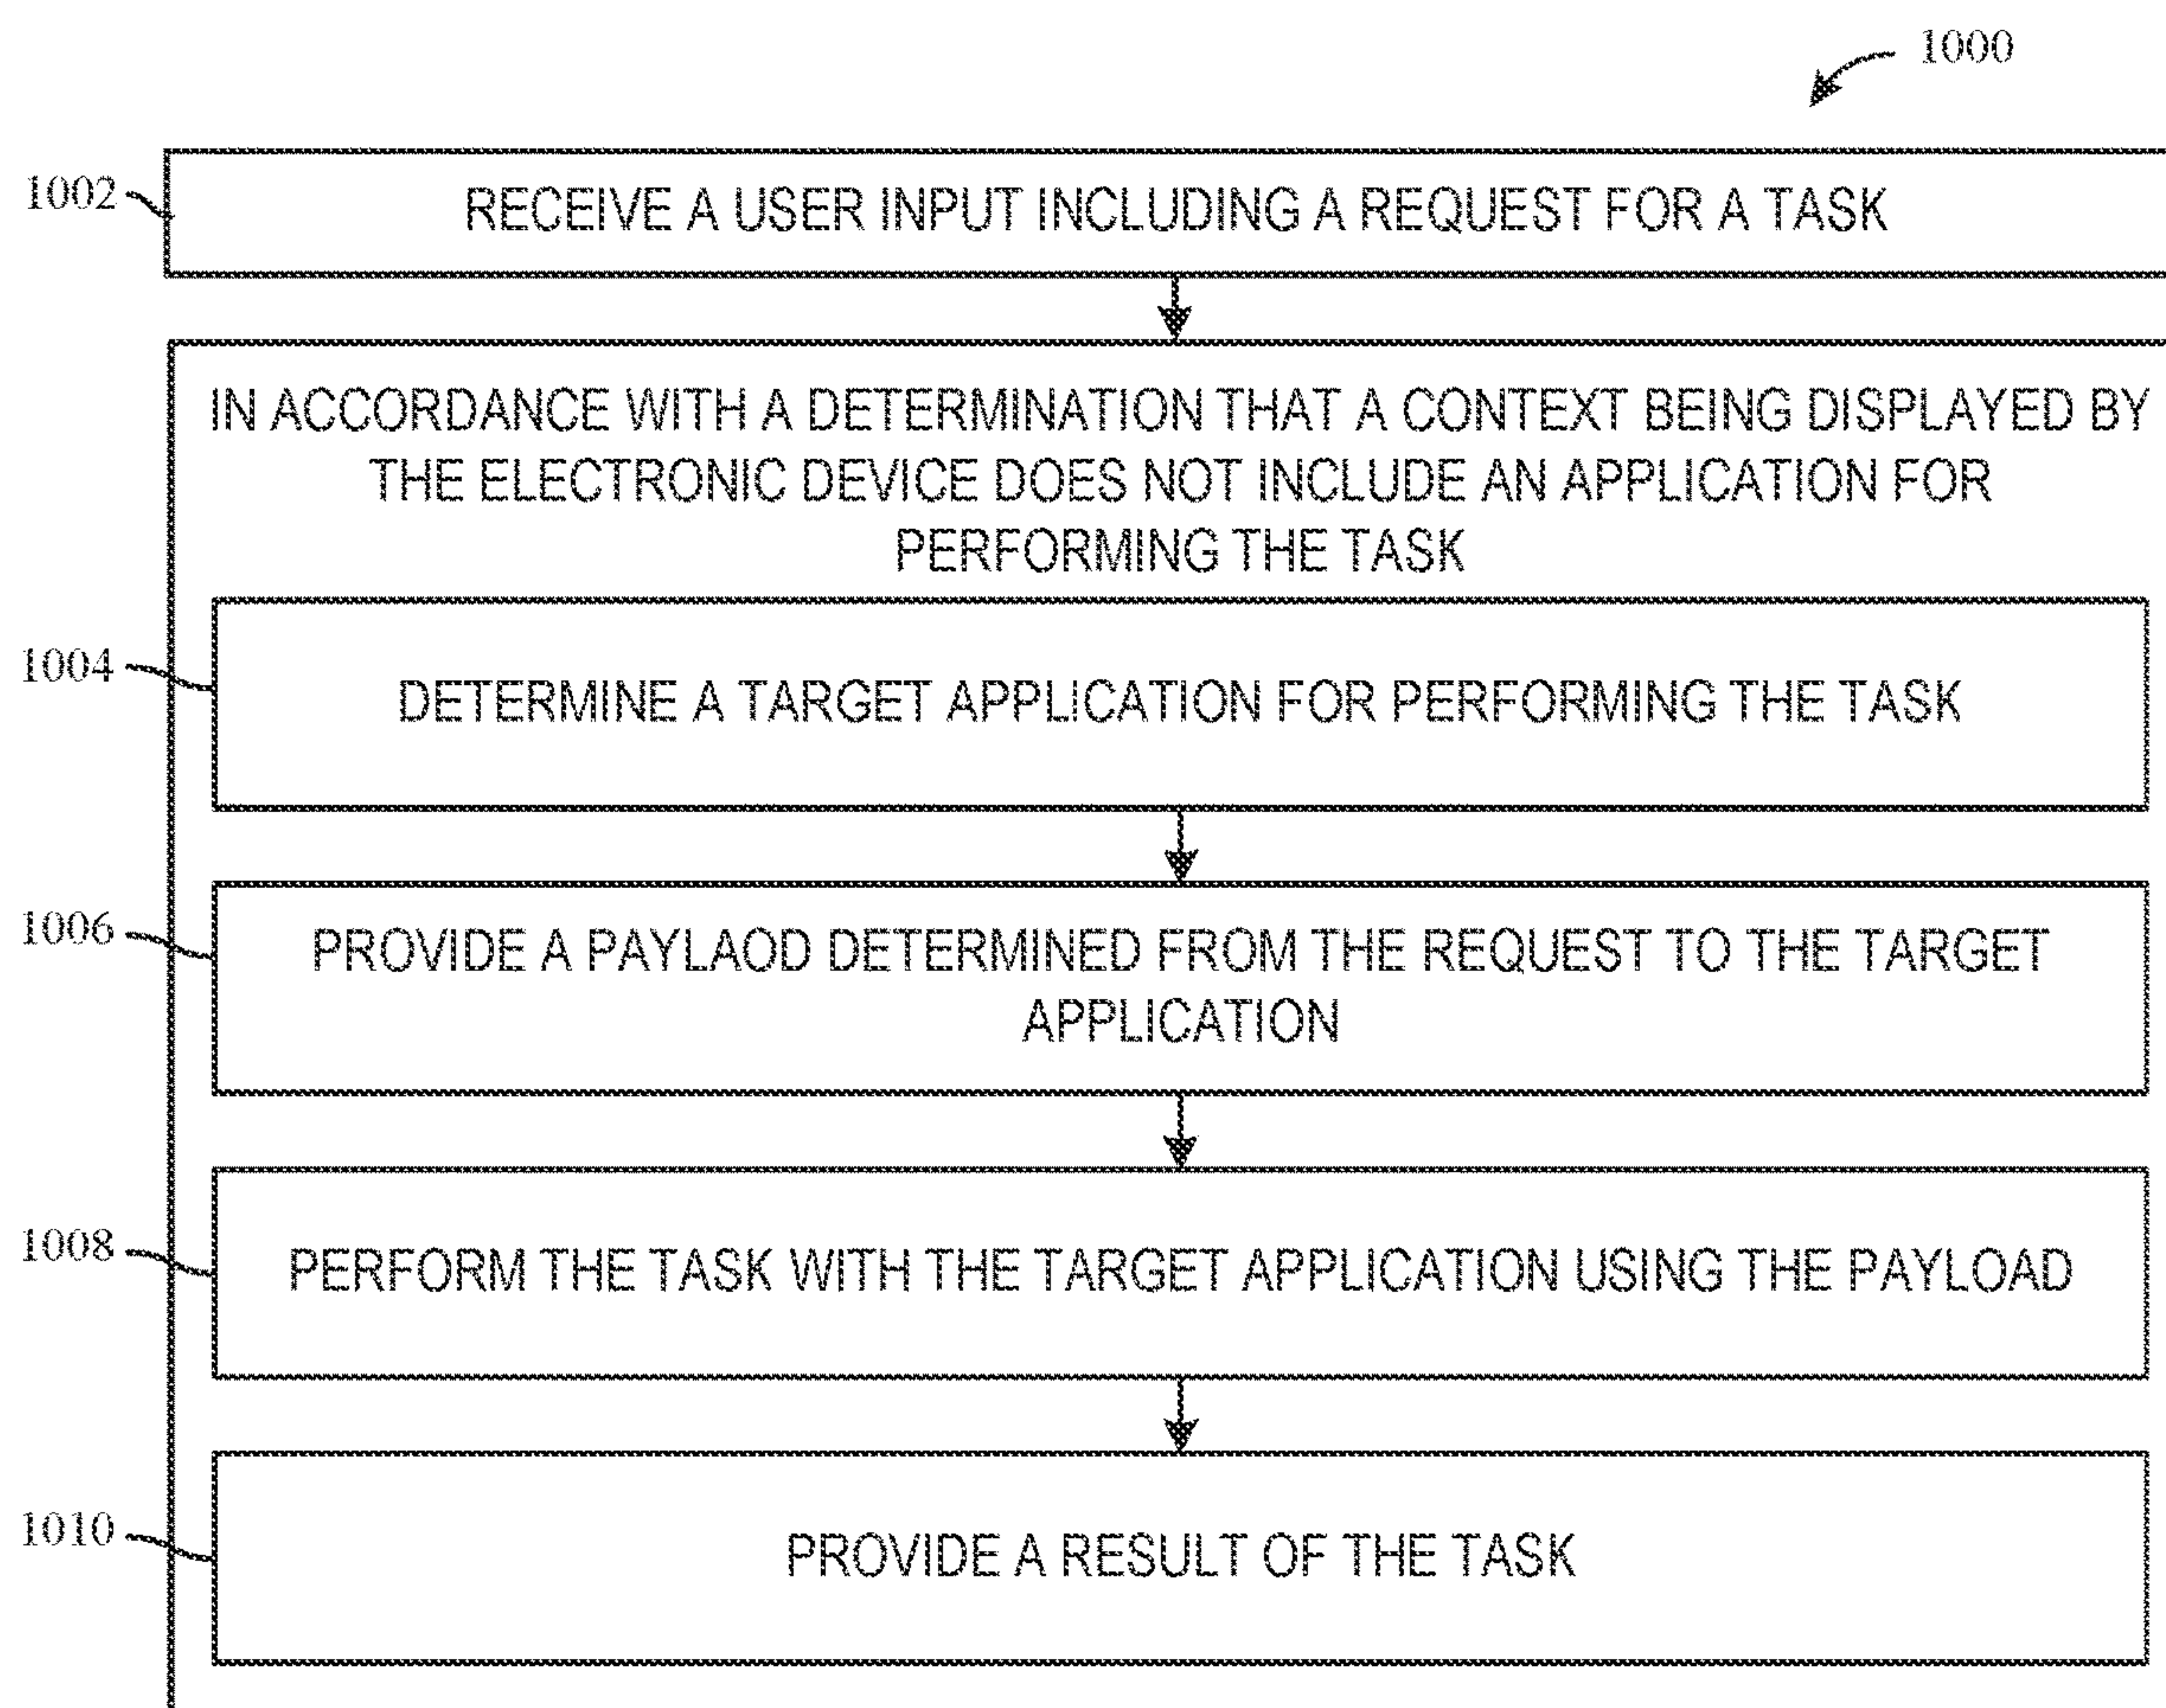 1000
1002
RECEIVE A USER INPUT INCLUDING A REQUEST FOR A TASK
IN ACCORDANCE WITH A DETERMINATION THAT A CONTEXT BEING DISPLAYED BY
THE ELECTRONIC DEVICE DOES NOT INCLUDE AN APPLICATION FOR
PERFORMING THE TASK
1004
DETERMINE A TARGET APPLICATION FOR PERFORMING THE TASK
1006
PROVIDE A PAYLAOD DETERMINED FROM THE REQUEST TO THE TARGET
APPLICATION
1008
PERFORM THE TASK WITH THE TARGET APPLICATION USING THE PAYLOAD
1010
PROVIDE A RESULT OF THE TASK